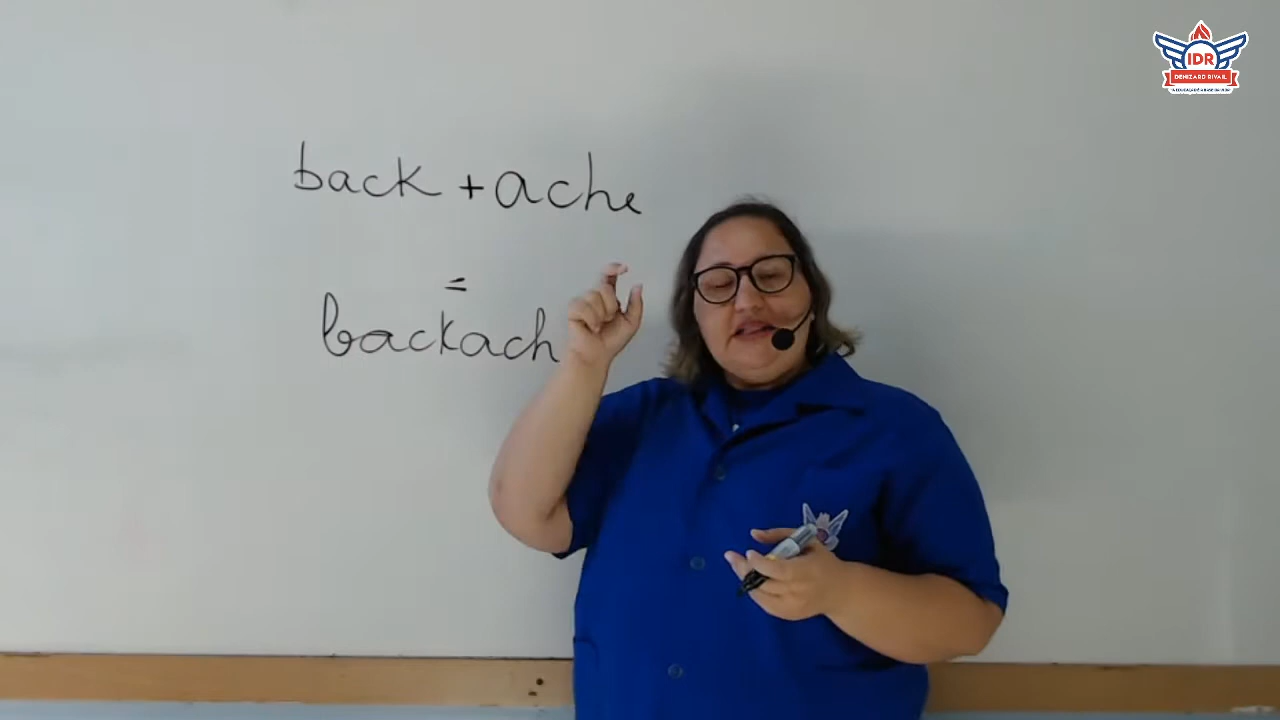 back + ache
=
backach
IDR
DENIZARD RIVAIL